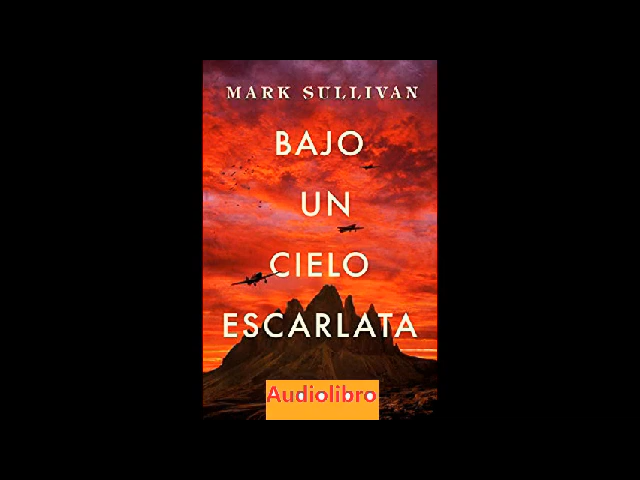 MARK SULLIVAN
BAJO
UN
CIELO
ESCARLATA
Audiolibro